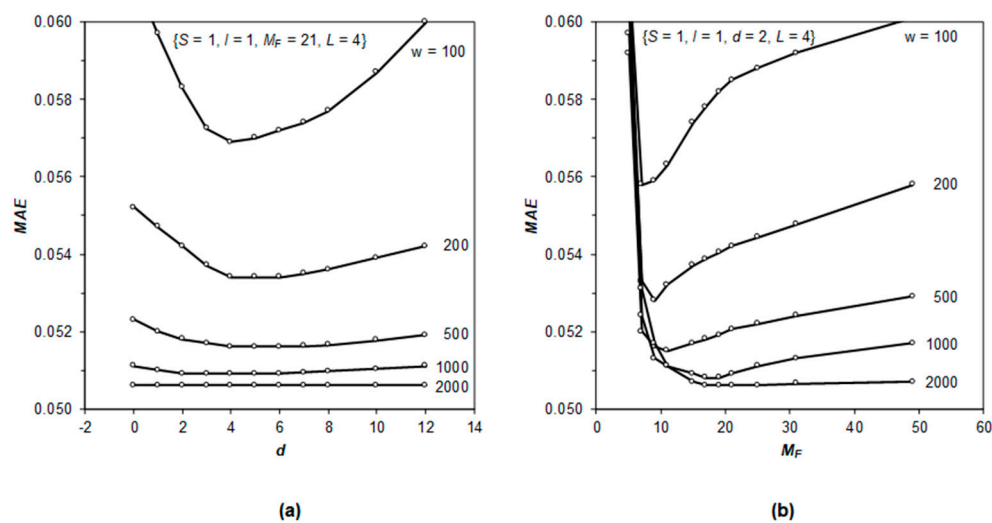 0.060
0.058
0.056
0.054
0.052
0.050
MAE
-2 0 2 4 6 8 10 12 14
d
{S = 1, l = 1, M_F = 21, L = 4}
w = 100
200
500
1000
2000
(a)
0.060
0.058
0.056
0.054
0.052
0.050
MAE
0 10 20 30 40 50 60
M_F
{S = 1, l = 1, d = 2, L = 4}
w = 100
200
500
1000
2000
(b)